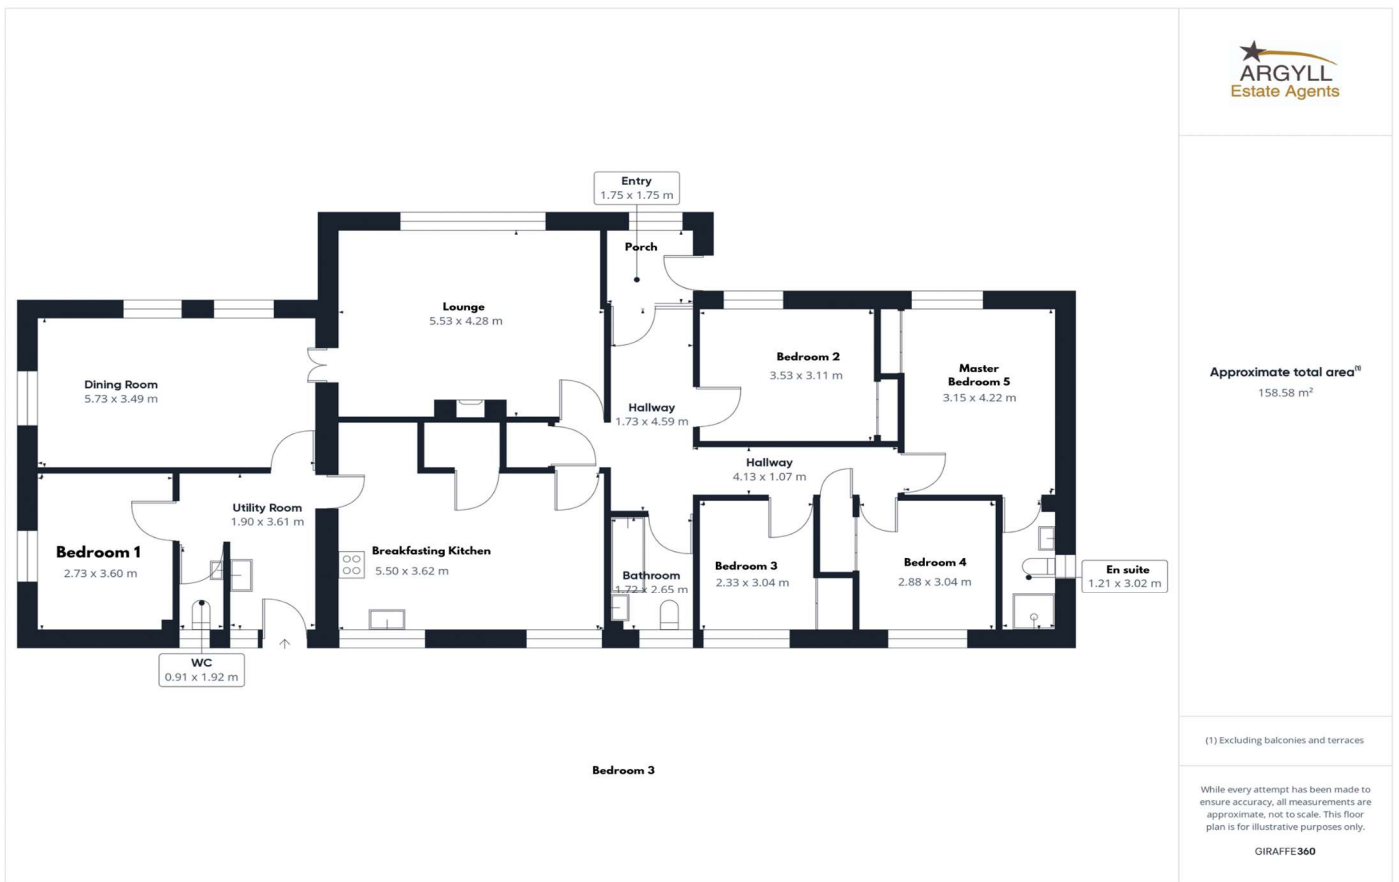 ARGYLL
Estate Agents
Entry
1.75 x 1.75 m
Porch
Lounge
5.53 x 4.28 m
Dining Room
5.73 x 3.49 m
Bedroom 2
3.53 x 3.11 m
Master
Bedroom 5
3.15 x 4.22 m
Hallway
1.73 x 4.59 m
Hallway
4.13 x 1.07 m
Utility Room
1.90 x 3.61 m
Bedroom 1
2.73 x 3.60 m
Breakfasting Kitchen
5.50 x 3.62 m
Bathroom
1.72 x 2.65 m
Bedroom 3
2.33 x 3.04 m
Bedroom 4
2.88 x 3.04 m
En suite
1.21 x 3.02 m
WC
0.91 x 1.92 m
Bedroom 3
Approximate total area(1)
158.58 m²
(1) Excluding balconies and terraces
While every attempt has been made to
ensure accuracy, all measurements are
approximate, not to scale. This floor
plan is for illustrative purposes only.
GIRAFFE360